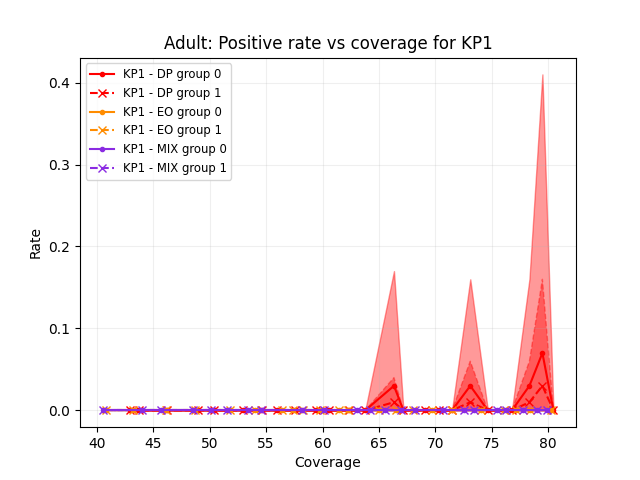 Adult: Positive rate vs coverage for KP1
KP1 - DP group 0
KP1 - DP group 1
KP1 - EO group 0
KP1 - EO group 1
KP1 - MIX group 0
KP1 - MIX group 1
Rate
0.4
0.3
0.2
0.1
0.0
40 45 50 55 60 65 70 75 80
Coverage